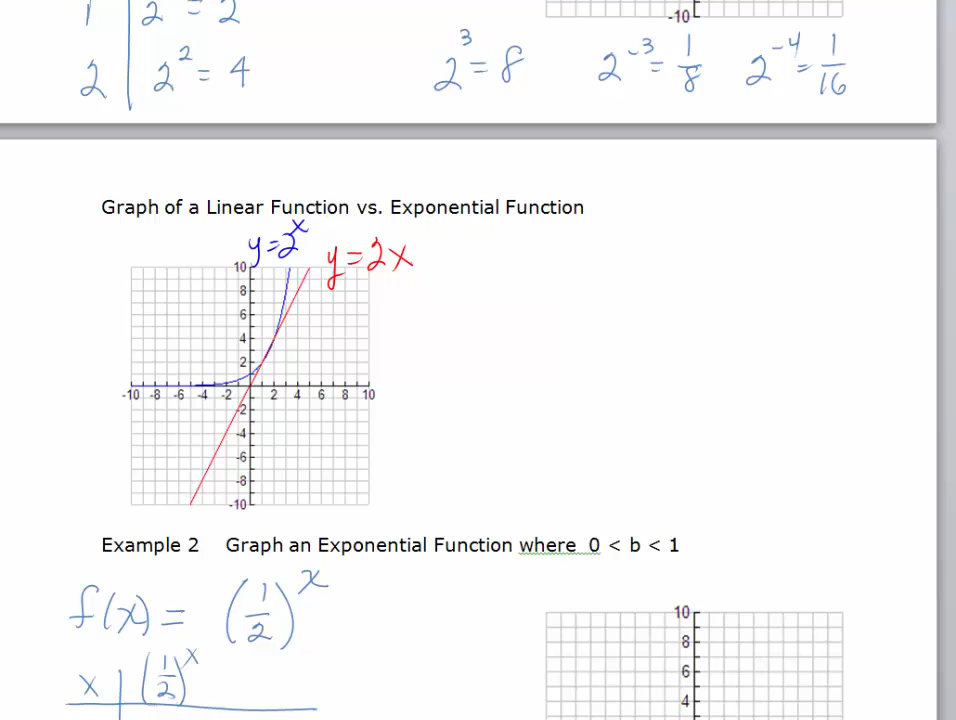 1 | 2 = 2
-10
2 | 2² = 4
2³ = 8
2⁻³ = 1/8
2⁻⁴ = 1/16
Graph of a Linear Function vs. Exponential Function
y=2ˣ
y=2x
10
8
6
4
2
-10 -8 -6 -4 -2 2 4 6 8 10
-2
-4
-6
-8
-10
Example 2 Graph an Exponential Function where 0 < b < 1
f(x) = (1/2)ˣ
x | (1/2)ˣ
10
8
6
4